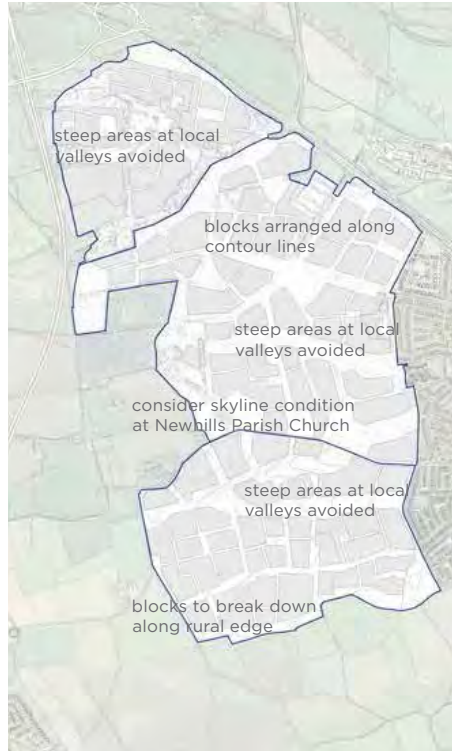 steep areas at local
valleys avoided
blocks arranged along
contour lines
steep areas at local
valleys avoided
consider skyline condition
at Newhills Parish Church
steep areas at local
valleys avoided
blocks to break down
along rural edge